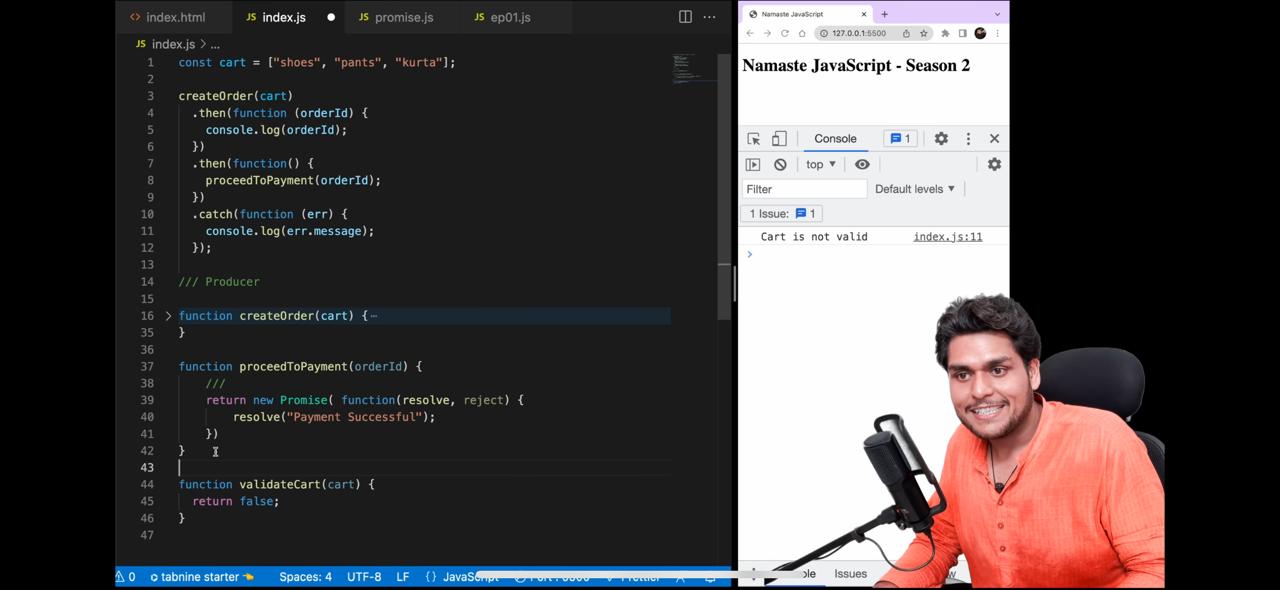 index.html
JS index.js
JS promise.js
JS ep01.js
JS index.js > ...
1 const cart = ["shoes", "pants", "kurta"];
2
3 createOrder(cart)
4 .then(function (orderId) {
5 console.log(orderId);
6 })
7 .then(function() {
8 proceedToPayment(orderId);
9 })
10 .catch(function (err) {
11 console.log(err.message);
12 });
13
14 /// Producer
15
16 function createOrder(cart) {
35 }
36
37 function proceedToPayment(orderId) {
38 ///
39 return new Promise( function(resolve, reject) {
40 resolve("Payment Successful");
41 })
42 }
43
44 function validateCart(cart) {
45 return false;
46 }
47
0 tabnine starter Spaces: 4 UTF-8 LF {} JavaScript
Namaste JavaScript
127.0.0.1:5500
Namaste JavaScript - Season 2
Console 1
top
Filter Default levels
1 Issue: 1
Cart is not valid index.js:11
Issues